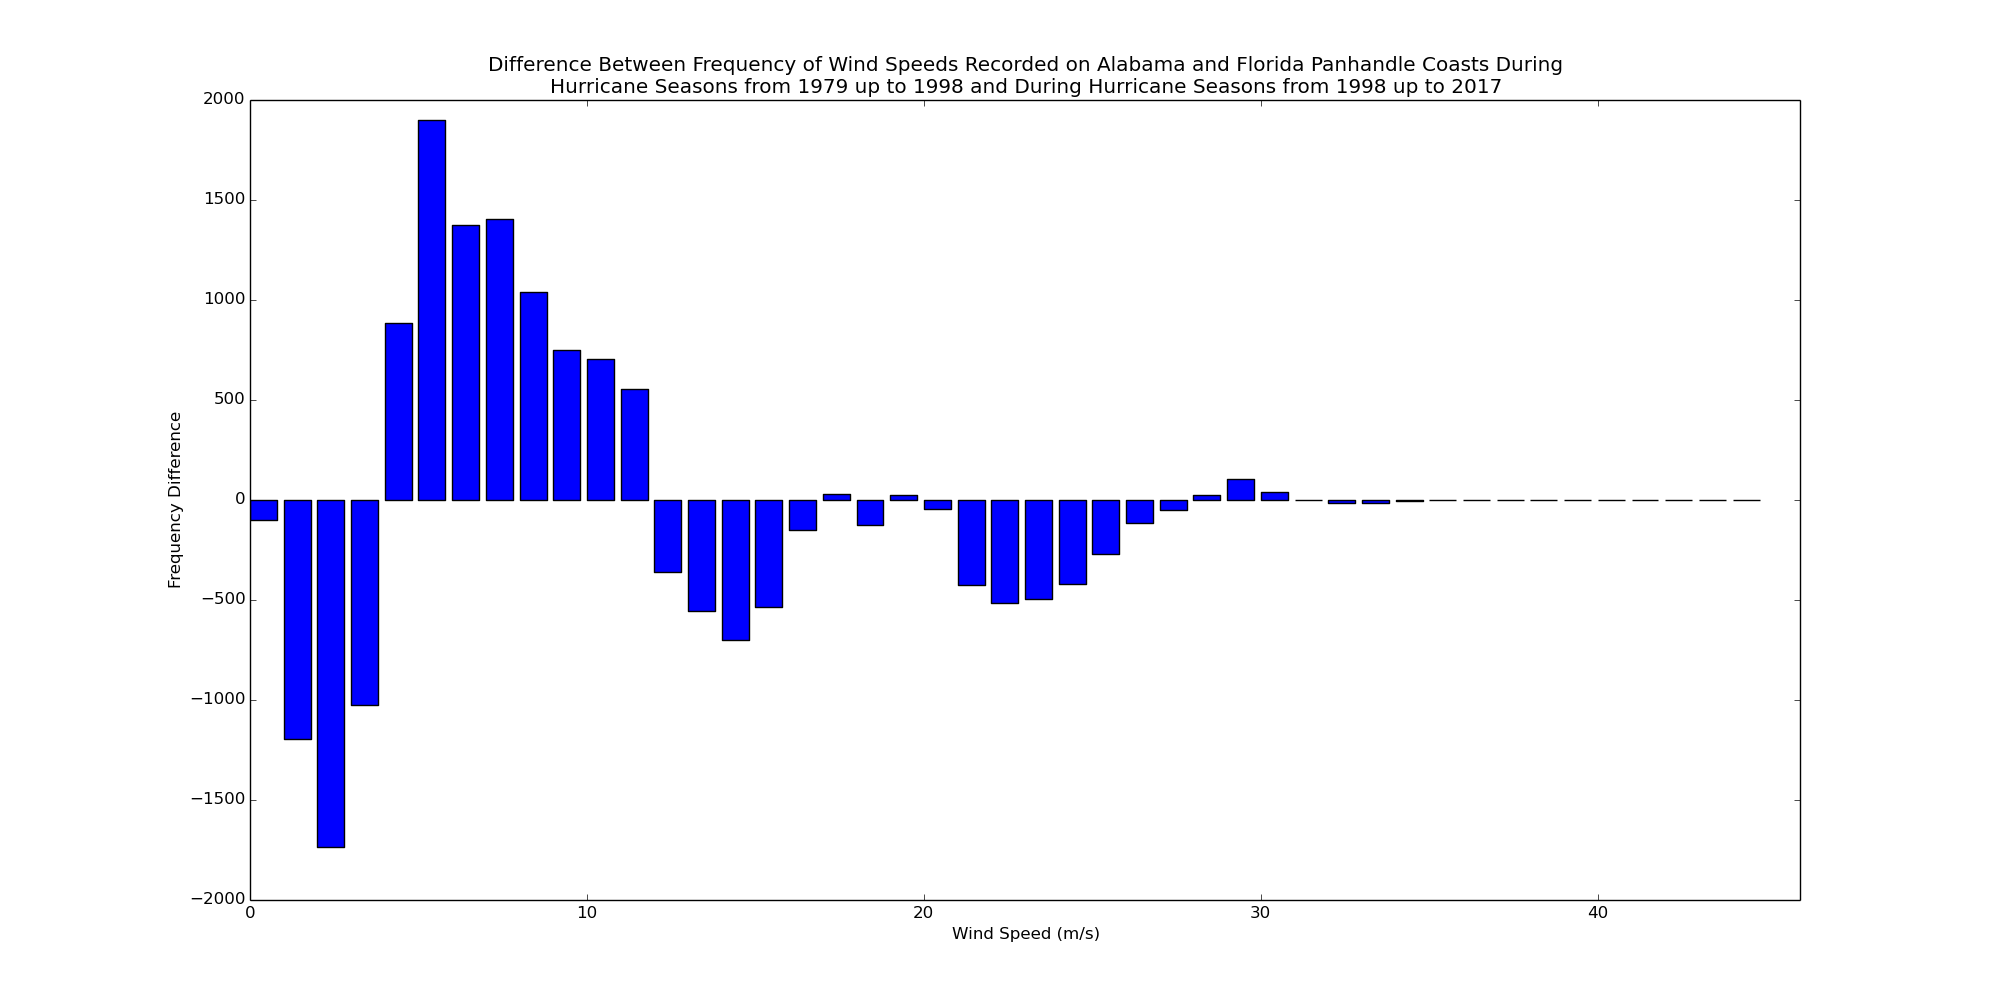 Difference Between Frequency of Wind Speeds Recorded on Alabama and Florida Panhandle Coasts During
Hurricane Seasons from 1979 up to 1998 and During Hurricane Seasons from 1998 up to 2017
2000
1500
1000
500
0
−500
−1000
−1500
−2000
Frequency Difference
0 10 20 30 40
Wind Speed (m/s)